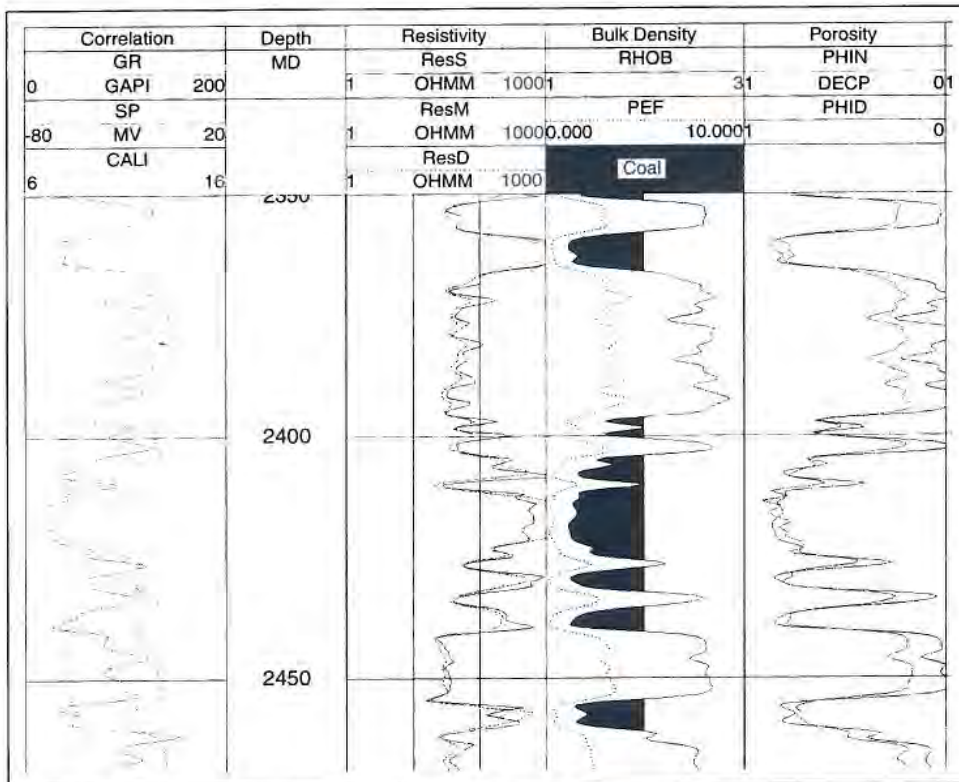 Correlation Depth Resistivity Bulk Density Porosity
GR MD ResS RHOB PHIN
0 GAPI 200 1 OHMM 1000 1 3 1 DECP 0
SP ResM PEF PHID
-80 MV 20 1 OHMM 1000 0.000 10.000 1 0
CALI ResD Coal
6 16 1 OHMM 1000
2390
2400
2450